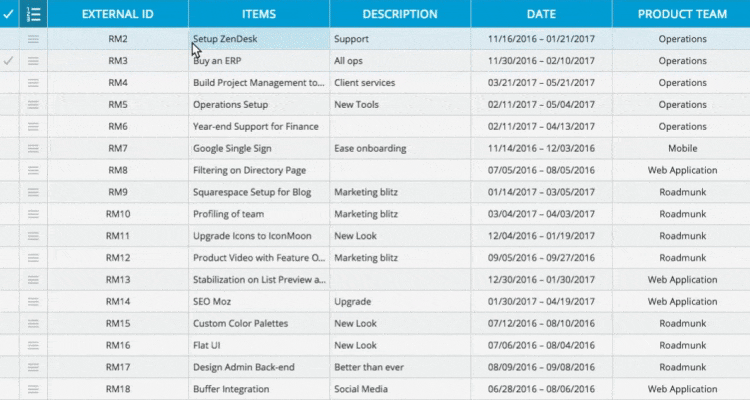 EXTERNAL ID ITEMS DESCRIPTION DATE PRODUCT TEAM
RM2 Setup ZenDesk Support 11/16/2016 – 01/21/2017 Operations
RM3 Buy an ERP All ops 11/30/2016 – 02/10/2017 Operations
RM4 Build Project Management to... Client services 03/21/2017 – 05/21/2017 Operations
RM5 Operations Setup New Tools 02/11/2017 – 05/04/2017 Operations
RM6 Year-end Support for Finance 02/11/2017 – 04/13/2017 Operations
RM7 Google Single Sign Ease onboarding 11/14/2016 – 12/03/2016 Mobile
RM8 Filtering on Directory Page 07/05/2016 – 08/05/2016 Web Application
RM9 Squarespace Setup for Blog Marketing blitz 01/14/2017 – 03/05/2017 Roadmunk
RM10 Profiling of team Marketing blitz 03/04/2017 – 04/03/2017 Roadmunk
RM11 Upgrade Icons to IconMoon New Look 12/04/2016 – 01/19/2017 Roadmunk
RM12 Product Video with Feature O... Marketing blitz 09/05/2016 – 09/27/2016 Roadmunk
RM13 Stabilization on List Preview a... 12/30/2016 – 01/30/2017 Web Application
RM14 SEO Moz Upgrade 01/30/2017 – 04/19/2017 Web Application
RM15 Custom Color Palettes New Look 07/12/2016 – 08/10/2016 Roadmunk
RM16 Flat UI New Look 07/06/2016 – 08/04/2016 Roadmunk
RM17 Design Admin Back-end Better than ever 08/09/2016 – 09/08/2016 Roadmunk
RM18 Buffer Integration Social Media 06/28/2016 – 08/06/2016 Web Application